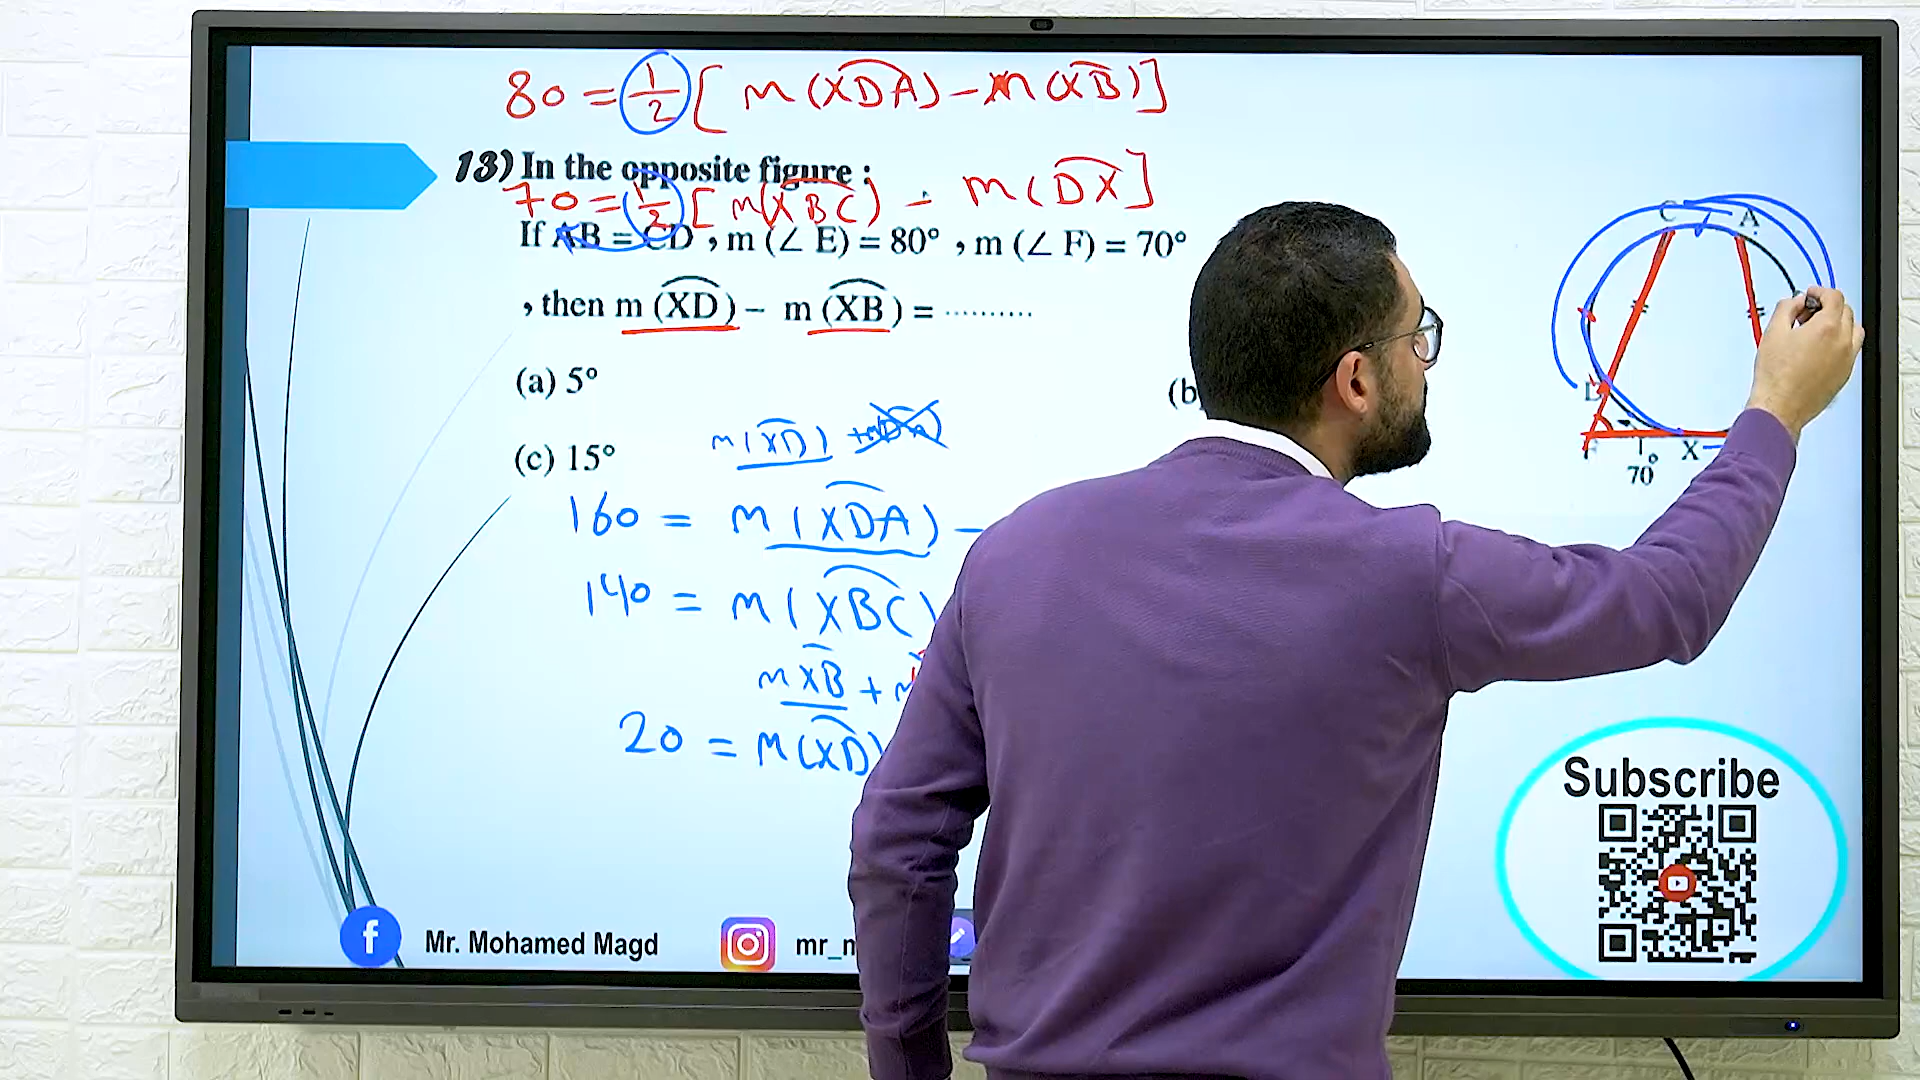 80 = 1/2 [ m (XDA) - m (XB) ]
13) In the opposite figure :
70 = 1/2 [ m (XBC) - m (DX) ]
If AB = CD , m (∠ E) = 80° , m (∠ F) = 70°
, then m (XD) - m (XB) = ..........
(a) 5°
(b
(c) 15°
m (XD)
160 = m (XDA) -
140 = m (XBC)
m XB + m
20 = m (XD)
C A
D
F
70° X
Subscribe
f Mr. Mohamed Magd
mr_m